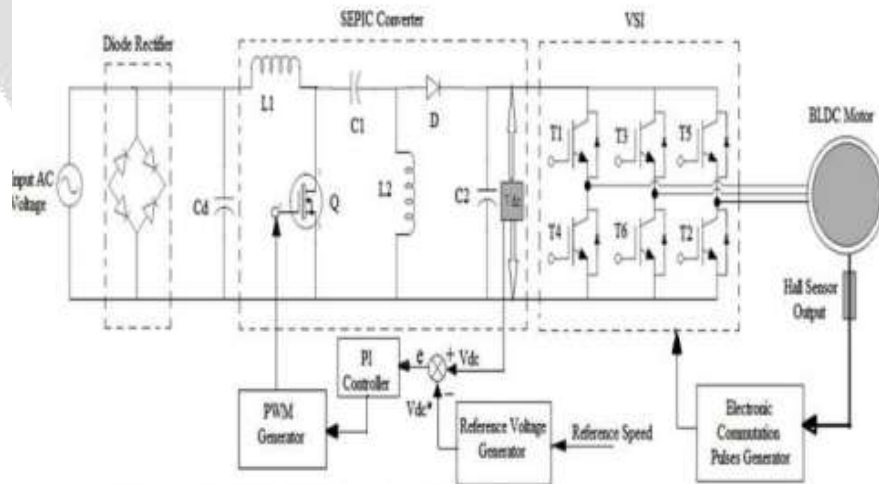 SEPIC Converter
VSI
Diode Rectifier
BLDC Motor
L1
C1
D
T1
T3
T5
Input AC
Voltage
Cd
Q
L2
C2
Vdc
T4
T6
T2
Hall Sensor
Output
PI
Controller
e
+
Vdc
−
Vdc*
PWM
Generator
Reference Voltage
Generator
Reference Speed
Electronic
Commutation
Pulses Generator